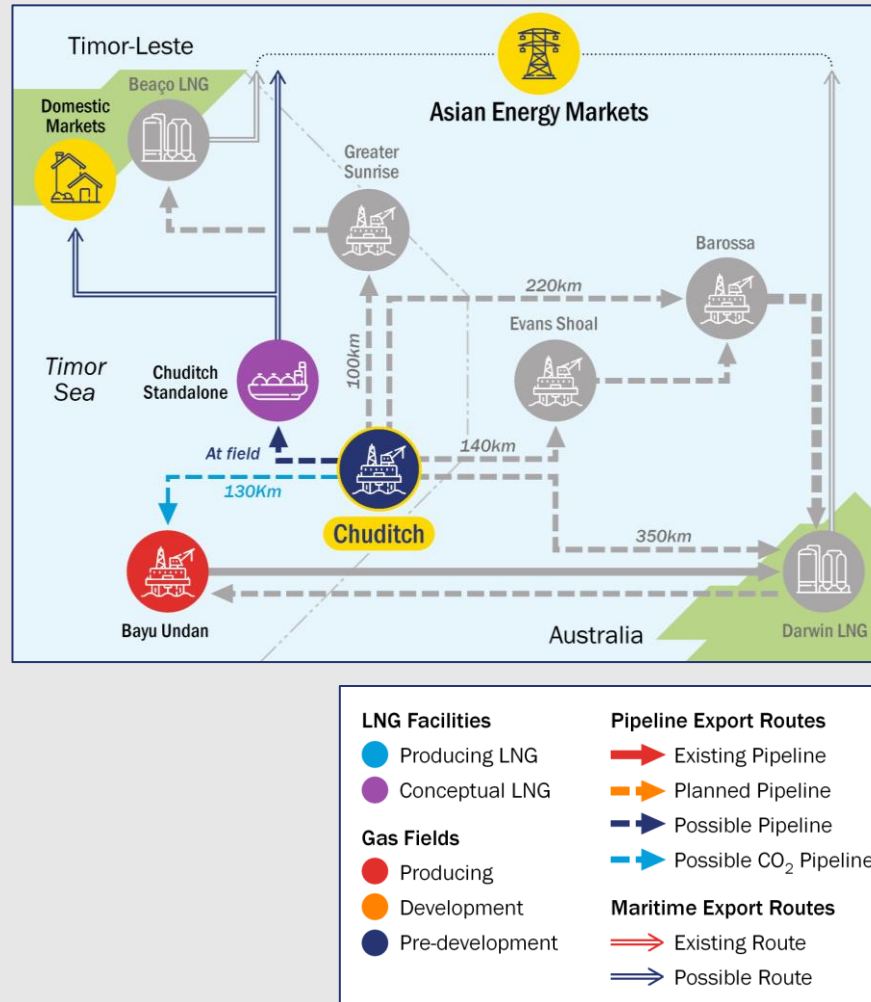 Timor-Leste
Beaço LNG
Domestic
Markets
Asian Energy Markets
Greater
Sunrise
Barossa
220km
Evans Shoal
Timor
Sea
Chuditch
Standalone
100km
At field
140km
130Km
Chuditch
350km
Bayu Undan
Australia
Darwin LNG
LNG Facilities
Producing LNG
Conceptual LNG
Gas Fields
Producing
Development
Pre-development
Pipeline Export Routes
Existing Pipeline
Planned Pipeline
Possible Pipeline
Possible CO₂ Pipeline
Maritime Export Routes
Existing Route
Possible Route